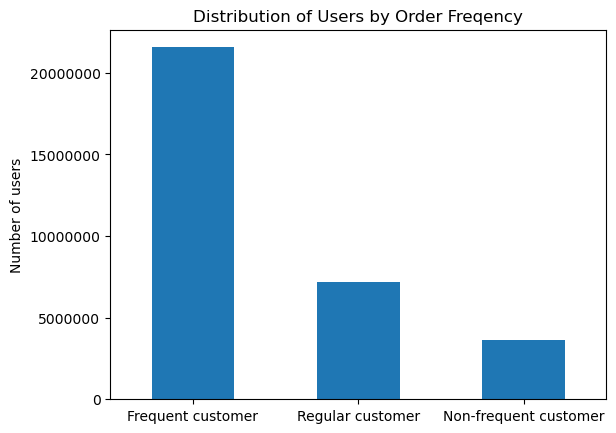 Distribution of Users by Order Freqency
20000000
15000000
10000000
5000000
0
Number of users
Frequent customer
Regular customer
Non-frequent customer